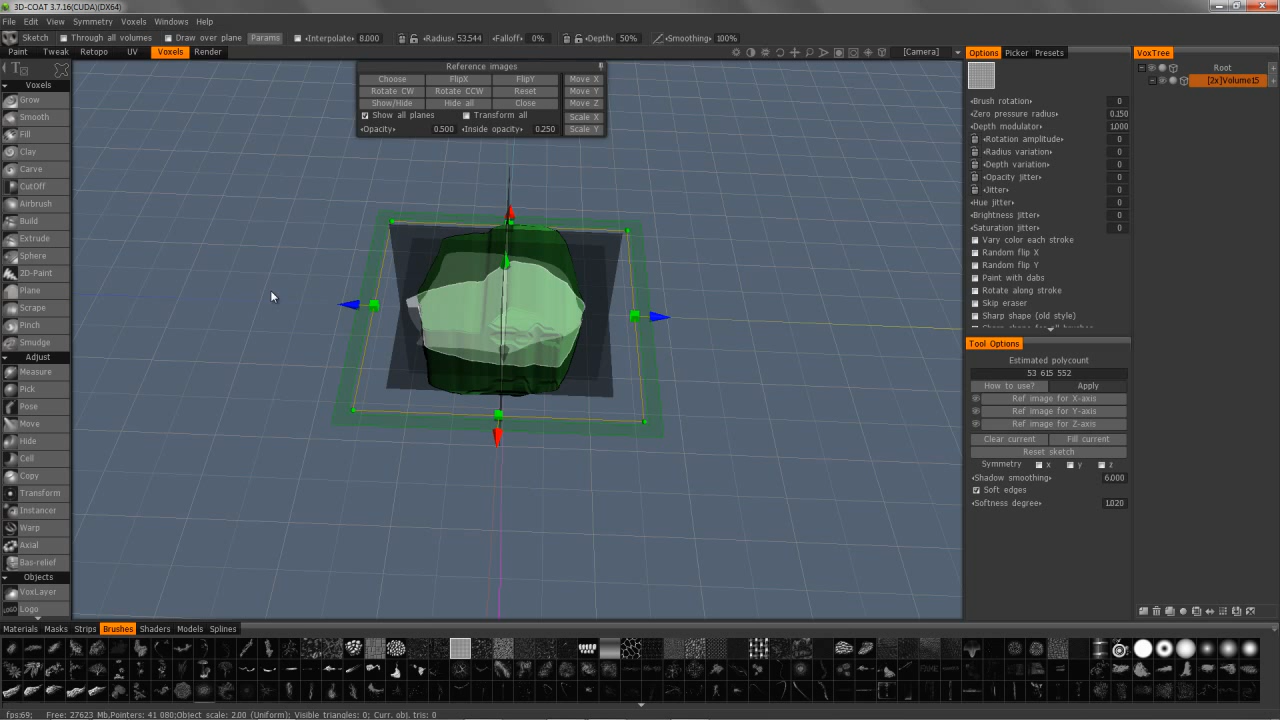 3D-COAT 3.7.16(CUDA)(DX64)
File Edit View Symmetry Voxels Windows Help
Sketch Through all volumes Draw over plane Params Interpolate: 8.000 Radius: 53.544 Falloff: 0% Depth: 50% Smoothing: 100%
Paint Tweak Retopo UV Voxels Render [Camera]
Voxels
Grow
Smooth
Fill
Clay
Carve
CutOff
Airbrush
Build
Extrude
Sphere
2D-Paint
Plane
Scrape
Pinch
Smudge
Adjust
Measure
Pick
Pose
Move
Hide
Cell
Copy
Transform
Instancer
Warp
Axial
Bas-relief
Objects
VoxLayer
Logo
Reference images
Choose FlipX FlipY Move X
Rotate CW Rotate CCW Reset Move Y
Show/Hide Hide all Close Move Z
Show all planes Transform all Scale X
Opacity: 0.500 Inside opacity: 0.250 Scale Y
Options Picker Presets
Brush rotation: 0
Zero pressure radius: 0.150
Depth modulator: 1.000
Rotation amplitude: 0
Radius variation: 0
Depth variation: 0
Opacity jitter: 0
Jitter: 0
Hue jitter: 0
Brightness jitter: 0
Saturation jitter: 0
Vary color each stroke
Random flip X
Random flip Y
Paint with dabs
Rotate along stroke
Skip eraser
Sharp shape (old style)
Tool Options
Estimated polycount
53 615 552
How to use? Apply
Ref image for X-axis
Ref image for Y-axis
Ref image for Z-axis
Clear current Fill current
Reset sketch
Symmetry x y z
Shadow smoothing: 6.000
Soft edges
Softness degree: 1.020
VoxTree
Root
[2x]Volume15
Materials Masks Strips Brushes Shaders Models Splines
fps:69; Free: 27623_Mb,Pointers: 41 080;Object scale: 2.00 (Uniform); Visible triangles: 0; Curr. obj. tris: 0